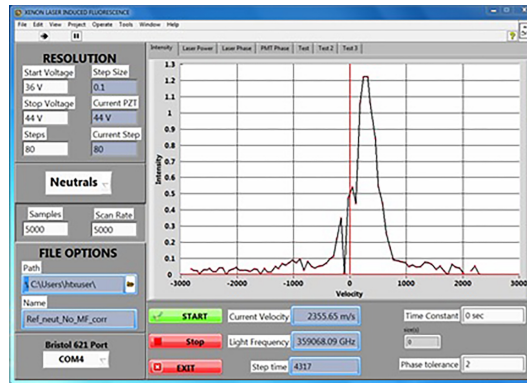 XENON LASER INDUCED FLUORESCENCE
File Edit View Project Operate Tools Window Help
RESOLUTION
Start Voltage Step Size
36 V 0.1
Stop Voltage Current PZT
44 V 44 V
Steps Current Step
80 80
Neutrals
Samples Scan Rate
5000 5000
FILE OPTIONS
Path
C:\Users\htxuser\
Name
Ref_neut_No_MF_corr
Bristol 621 Port
COM4
Intensity Laser Power Laser Phase PMT Phase Test Test 2 Test 3
Intensity
1.3
1.2
1.1
1
0.9
0.8
0.7
0.6
0.5
0.4
0.3
0.2
0.1
0
-3000 -2000 -1000 0 1000 2000 3000
Velocity
START Current Velocity 2355.65 m/s Time Constant 0 sec
Stop Light Frequency 359068.09 GHz 0
EXIT Step time 4317 Phase tolerance 2